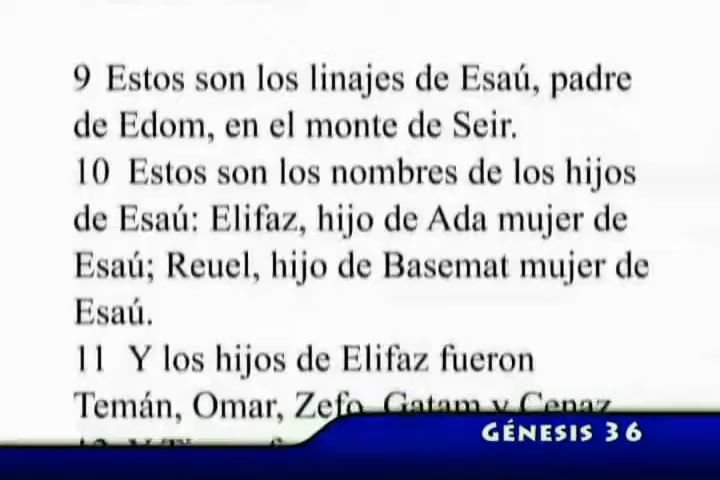 9 Estos son los linajes de Esaú, padre
de Edom, en el monte de Seir.
10 Estos son los nombres de los hijos
de Esaú: Elifaz, hijo de Ada mujer de
Esaú; Reuel, hijo de Basemat mujer de
Esaú.
11 Y los hijos de Elifaz fueron
Temán, Omar, Zefo, Gatam y Cenaz
GÉNESIS 36